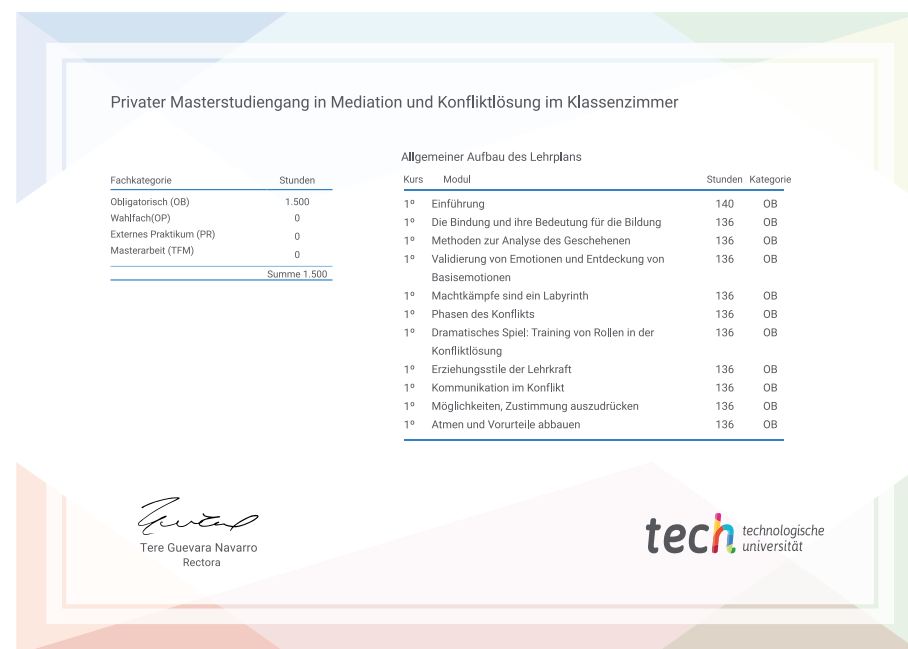 Privater Masterstudiengang in Mediation und Konfliktlösung im Klassenzimmer
Fachkategorie Stunden
Obligatorisch (OB) 1.500
Wahlfach(OP) 0
Externes Praktikum (PR) 0
Masterarbeit (TFM) 0
Summe 1.500
Allgemeiner Aufbau des Lehrplans
Kurs Modul Stunden Kategorie
1º Einführung 140 OB
1º Die Bindung und ihre Bedeutung für die Bildung 136 OB
1º Methoden zur Analyse des Geschehenen 136 OB
1º Validierung von Emotionen und Entdeckung von 136 OB
Basisemotionen
1º Machtkämpfe sind ein Labyrinth 136 OB
1º Phasen des Konflikts 136 OB
1º Dramatisches Spiel: Training von Rollen in der 136 OB
Konfliktlösung
1º Erziehungsstile der Lehrkraft 136 OB
1º Kommunikation im Konflikt 136 OB
1º Möglichkeiten, Zustimmung auszudrücken 136 OB
1º Atmen und Vorurteile abbauen 136 OB
Tere Guevara Navarro
Rectora
tech technologische
universität